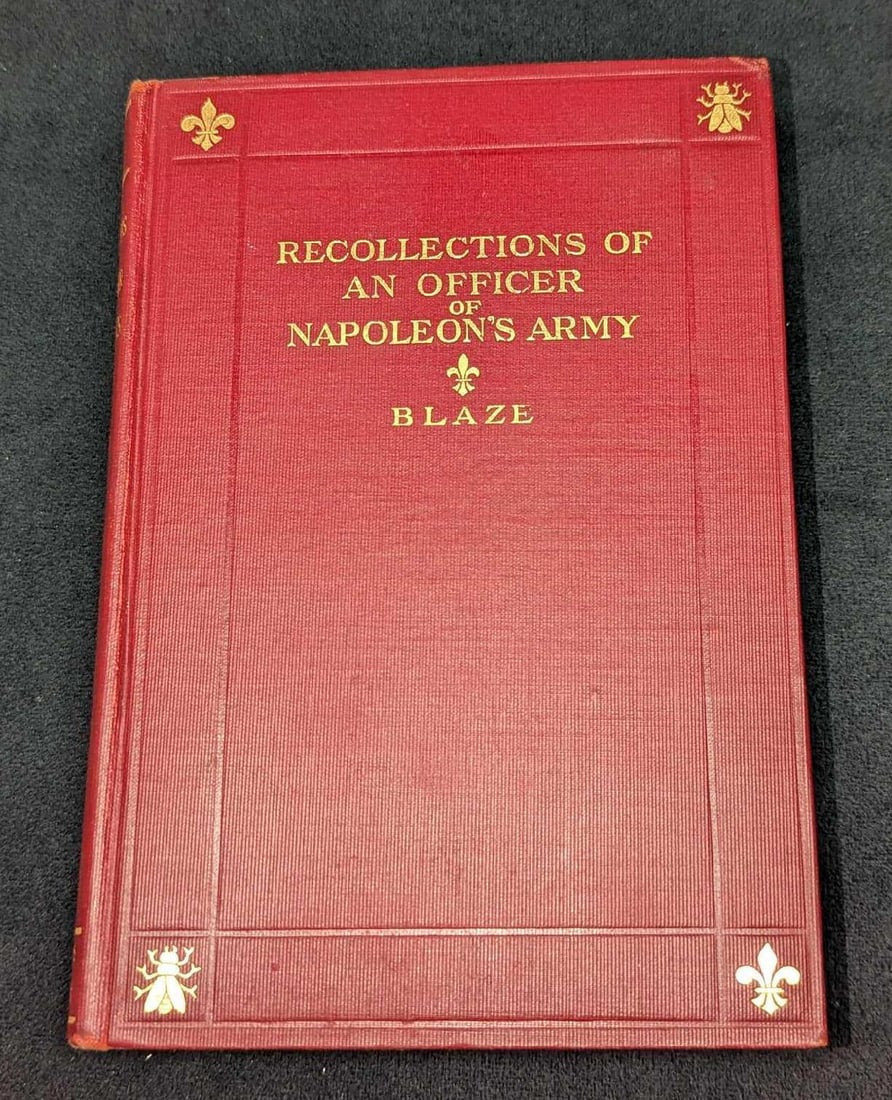 RECOLLECTIONS OF
AN OFFICER
OF
NAPOLEON'S ARMY
BLAZE